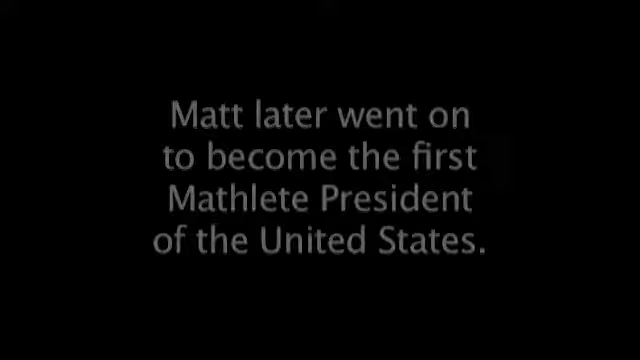 Matt later went on
to become the first
Mathlete President
of the United States.